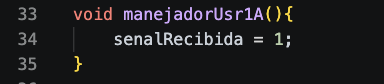 33 void manejadorUsr1A(){
34 senalRecibida = 1;
35 }